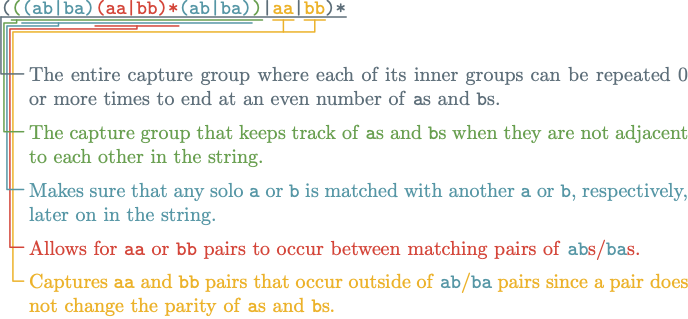 (((ab|ba)(aa|bb)*(ab|ba))|aa|bb)*
The entire capture group where each of its inner groups can be repeated 0
or more times to end at an even number of as and bs.
The capture group that keeps track of as and bs when they are not adjacent
to each other in the string.
Makes sure that any solo a or b is matched with another a or b, respectively,
later on in the string.
Allows for aa or bb pairs to occur between matching pairs of abs/bas.
Captures aa and bb pairs that occur outside of ab/ba pairs since a pair does
not change the parity of as and bs.